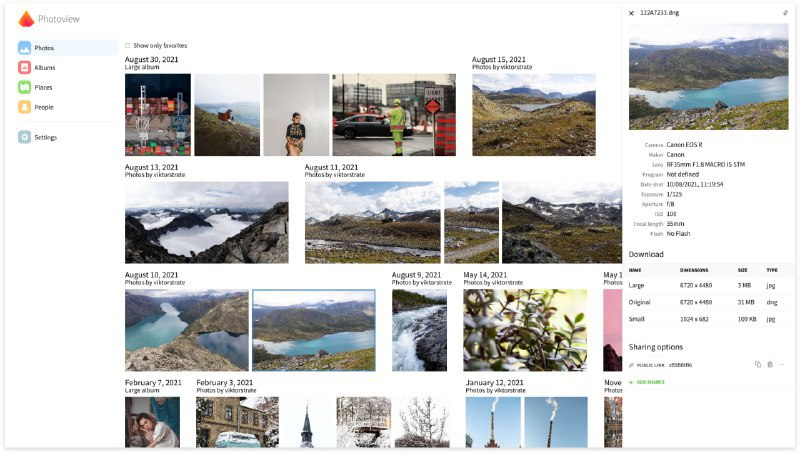 Photoview
Photos
Albums
Places
People
Settings
Show only favorites
August 30, 2021
Large album
August 15, 2021
Photos by viktorstrate
August 13, 2021
Photos by viktorstrate
August 11, 2021
Photos by viktorstrate
August 10, 2021
Photos by viktorstrate
August 9, 2021
Photos by viktorstrate
May 14, 2021
Photos by viktorstrate
May 1
Photos
February 7, 2021
Large album
February 3, 2021
Photos by viktorstrate
January 12, 2021
Photos by viktorstrate
Nove
Photos
122A7233.dng
Camera Canon EOS R
Maker Canon
Lens RF35mm F1.8 MACRO IS STM
Program Not defined
Date shot 10/08/2021, 11:19:54
Exposure 1/125
Aperture f/8
ISO 100
Focal length 35mm
Flash No Flash
Download
NAME DIMENSIONS SIZE TYPE
Large 6720 x 4480 3 MB jpg
Original 6720 x 4480 31 MB dng
Small 1024 x 682 109 KB jpg
Sharing options
PUBLIC LINK
ADD SHARES